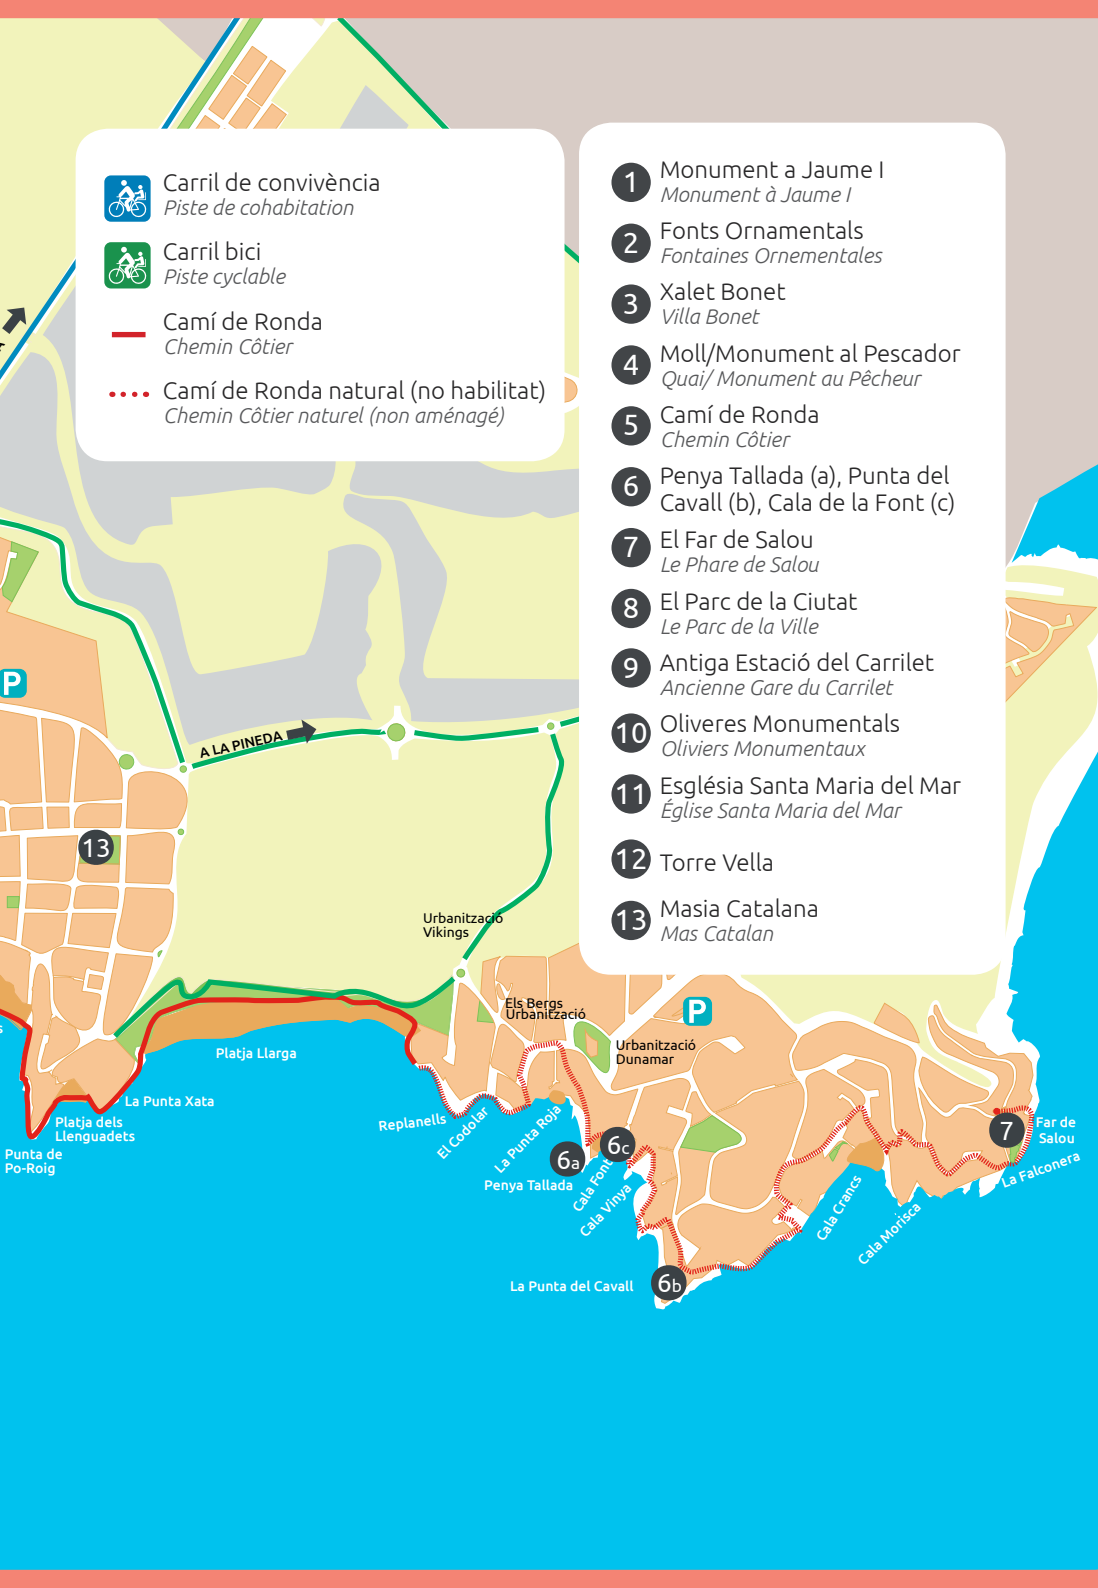 Carril de convivència
Piste de cohabitation
Carril bici
Piste cyclable
Camí de Ronda
Chemin Côtier
Camí de Ronda natural (no habilitat)
Chemin Côtier naturel (non aménagé)
1 Monument a Jaume I
Monument à Jaume I
2 Fonts Ornamentals
Fontaines Ornementales
3 Xalet Bonet
Villa Bonet
4 Moll/Monument al Pescador
Quai/ Monument au Pêcheur
5 Camí de Ronda
Chemin Côtier
6 Penya Tallada (a), Punta del
Cavall (b), Cala de la Font (c)
7 El Far de Salou
Le Phare de Salou
8 El Parc de la Ciutat
Le Parc de la Ville
9 Antiga Estació del Carrilet
Ancienne Gare du Carrilet
10 Oliveres Monumentals
Oliviers Monumentaux
11 Església Santa Maria del Mar
Église Santa Maria del Mar
12 Torre Vella
13 Masia Catalana
Mas Catalan
P
A LA PINEDA
13
Urbanització
Vikings
Els Bergs
Urbanització
P
Urbanització
Dunamar
Platja Llarga
La Punta Xata
Platja dels
Llenguadets
Punta de
Po-Roig
Replanells
El Codolar
La Punta Roja
6a
6c
Penya Tallada
Cala Font
Cala Vinya
La Punta del Cavall
6b
Cala Crancs
Cala Morisca
7
Far de
Salou
La Falconera